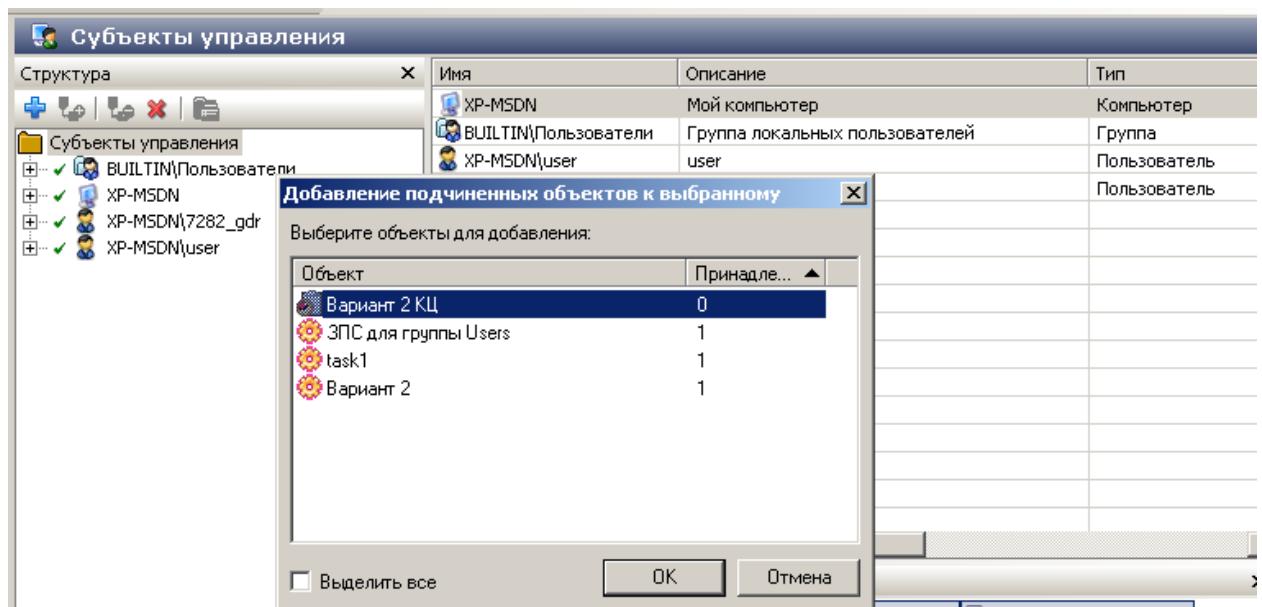 Субъекты управления
Структура
Имя Описание Тип
XP-MSDN Мой компьютер Компьютер
BUILTIN\Пользователи Группа локальных пользователей Группа
XP-MSDN\user user Пользователь
Пользователь
Субъекты управления
BUILTIN\Пользователи
XP-MSDN
XP-MSDN\7282_gdr
XP-MSDN\user
Добавление подчиненных объектов к выбранному
Выберите объекты для добавления:
Объект Принадле...
Вариант 2 КЦ 0
ЗПС для группы Users 1
task1 1
Вариант 2 1
Выделить все
OK Отмена